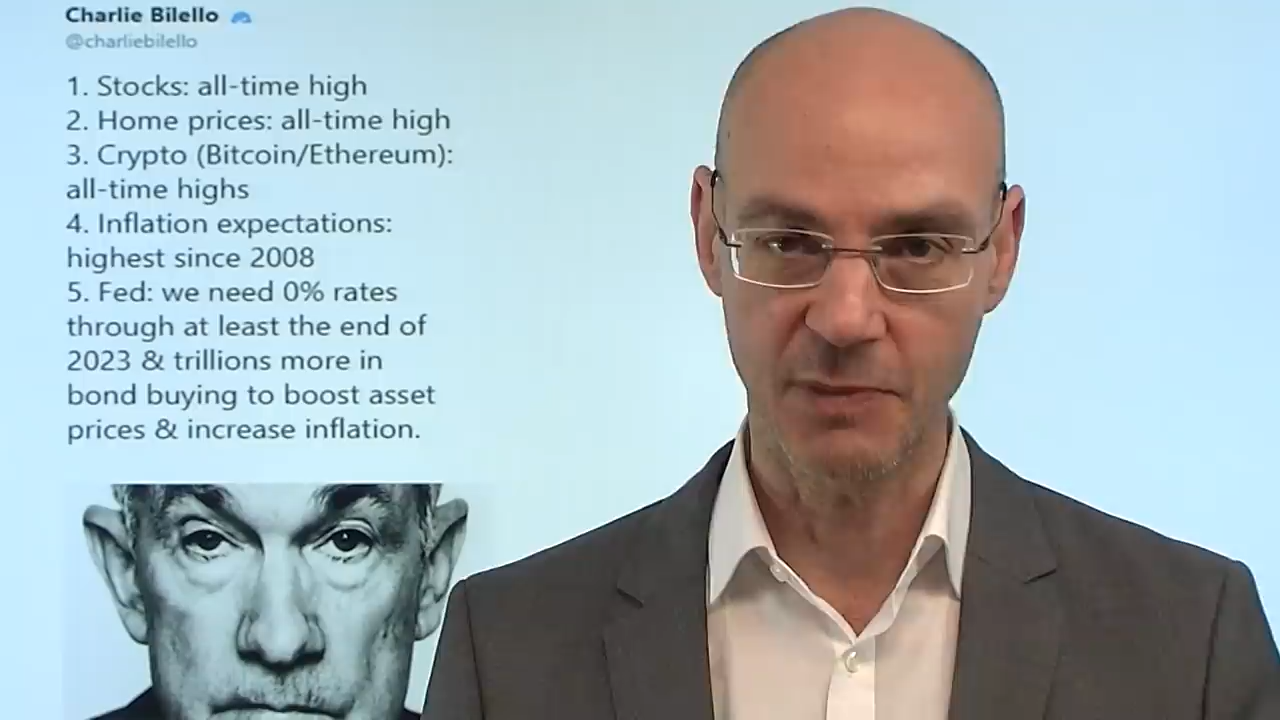 Charlie Bilello
@charliebilello
1. Stocks: all-time high
2. Home prices: all-time high
3. Crypto (Bitcoin/Ethereum):
all-time highs
4. Inflation expectations:
highest since 2008
5. Fed: we need 0% rates
through at least the end of
2023 & trillions more in
bond buying to boost asset
prices & increase inflation.